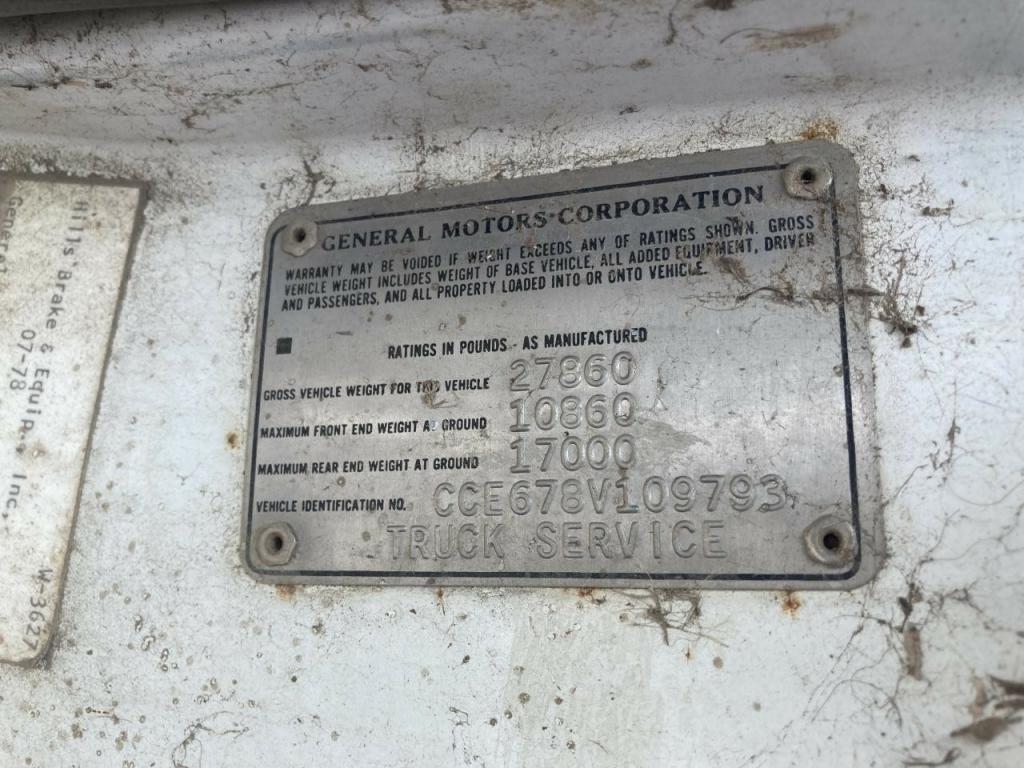 GENERAL MOTORS CORPORATION
WARRANTY MAY BE VOIDED IF WEIGHT EXCEEDS ANY OF RATINGS SHOWN. GROSS
VEHICLE WEIGHT INCLUDES WEIGHT OF BASE VEHICLE, ALL ADDED EQUIPMENT, DRIVER
AND PASSENGERS, AND ALL PROPERTY LOADED INTO OR ONTO VEHICLE.
RATINGS IN POUNDS - AS MANUFACTURED
GROSS VEHICLE WEIGHT FOR THIS VEHICLE 27860
MAXIMUM FRONT END WEIGHT AT GROUND 10860
MAXIMUM REAR END WEIGHT AT GROUND 17000
VEHICLE IDENTIFICATION NO. CCE678V109793
TRUCK SERVICE
Hills Brake & Equip., Inc.
07-78 W-362
General